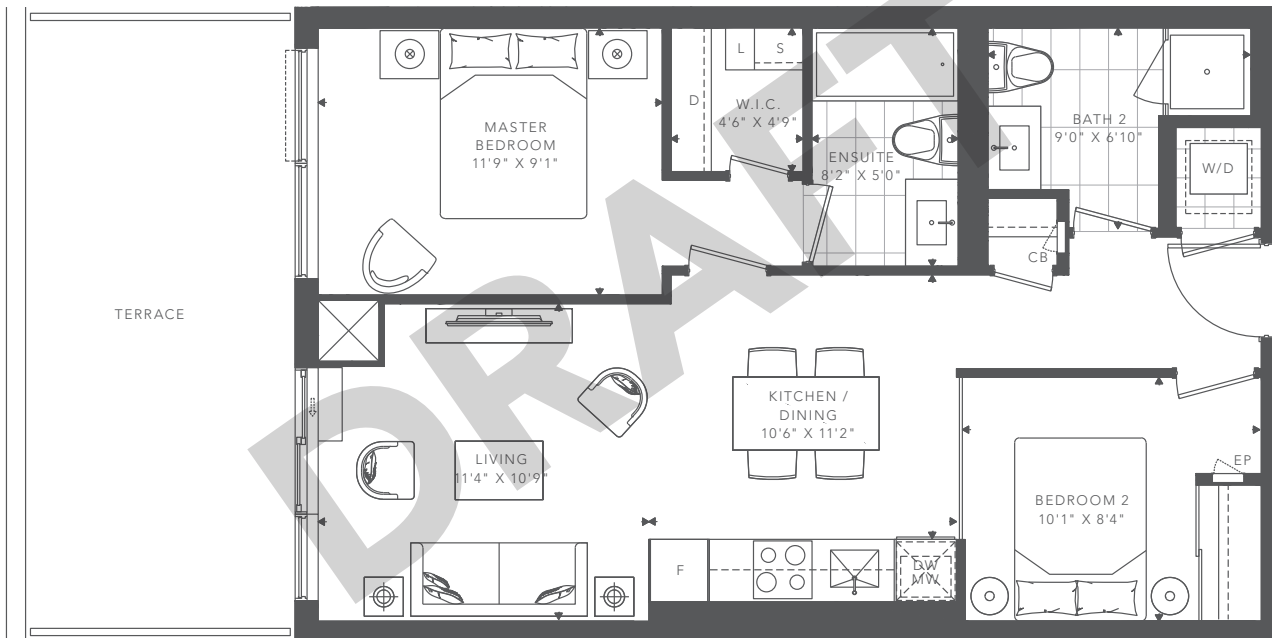 TERRACE
MASTER
BEDROOM
11'9" X 9'1"
D
L
S
W.I.C.
4'6" X 4'9"
ENSUITE
8'2" X 5'0"
BATH 2
9'0" X 6'10"
W/D
CB
LIVING
11'4" X 10'9"
KITCHEN /
DINING
10'6" X 11'2"
F
DW
MW
BEDROOM 2
10'1" X 8'4"
EP
DRAFT